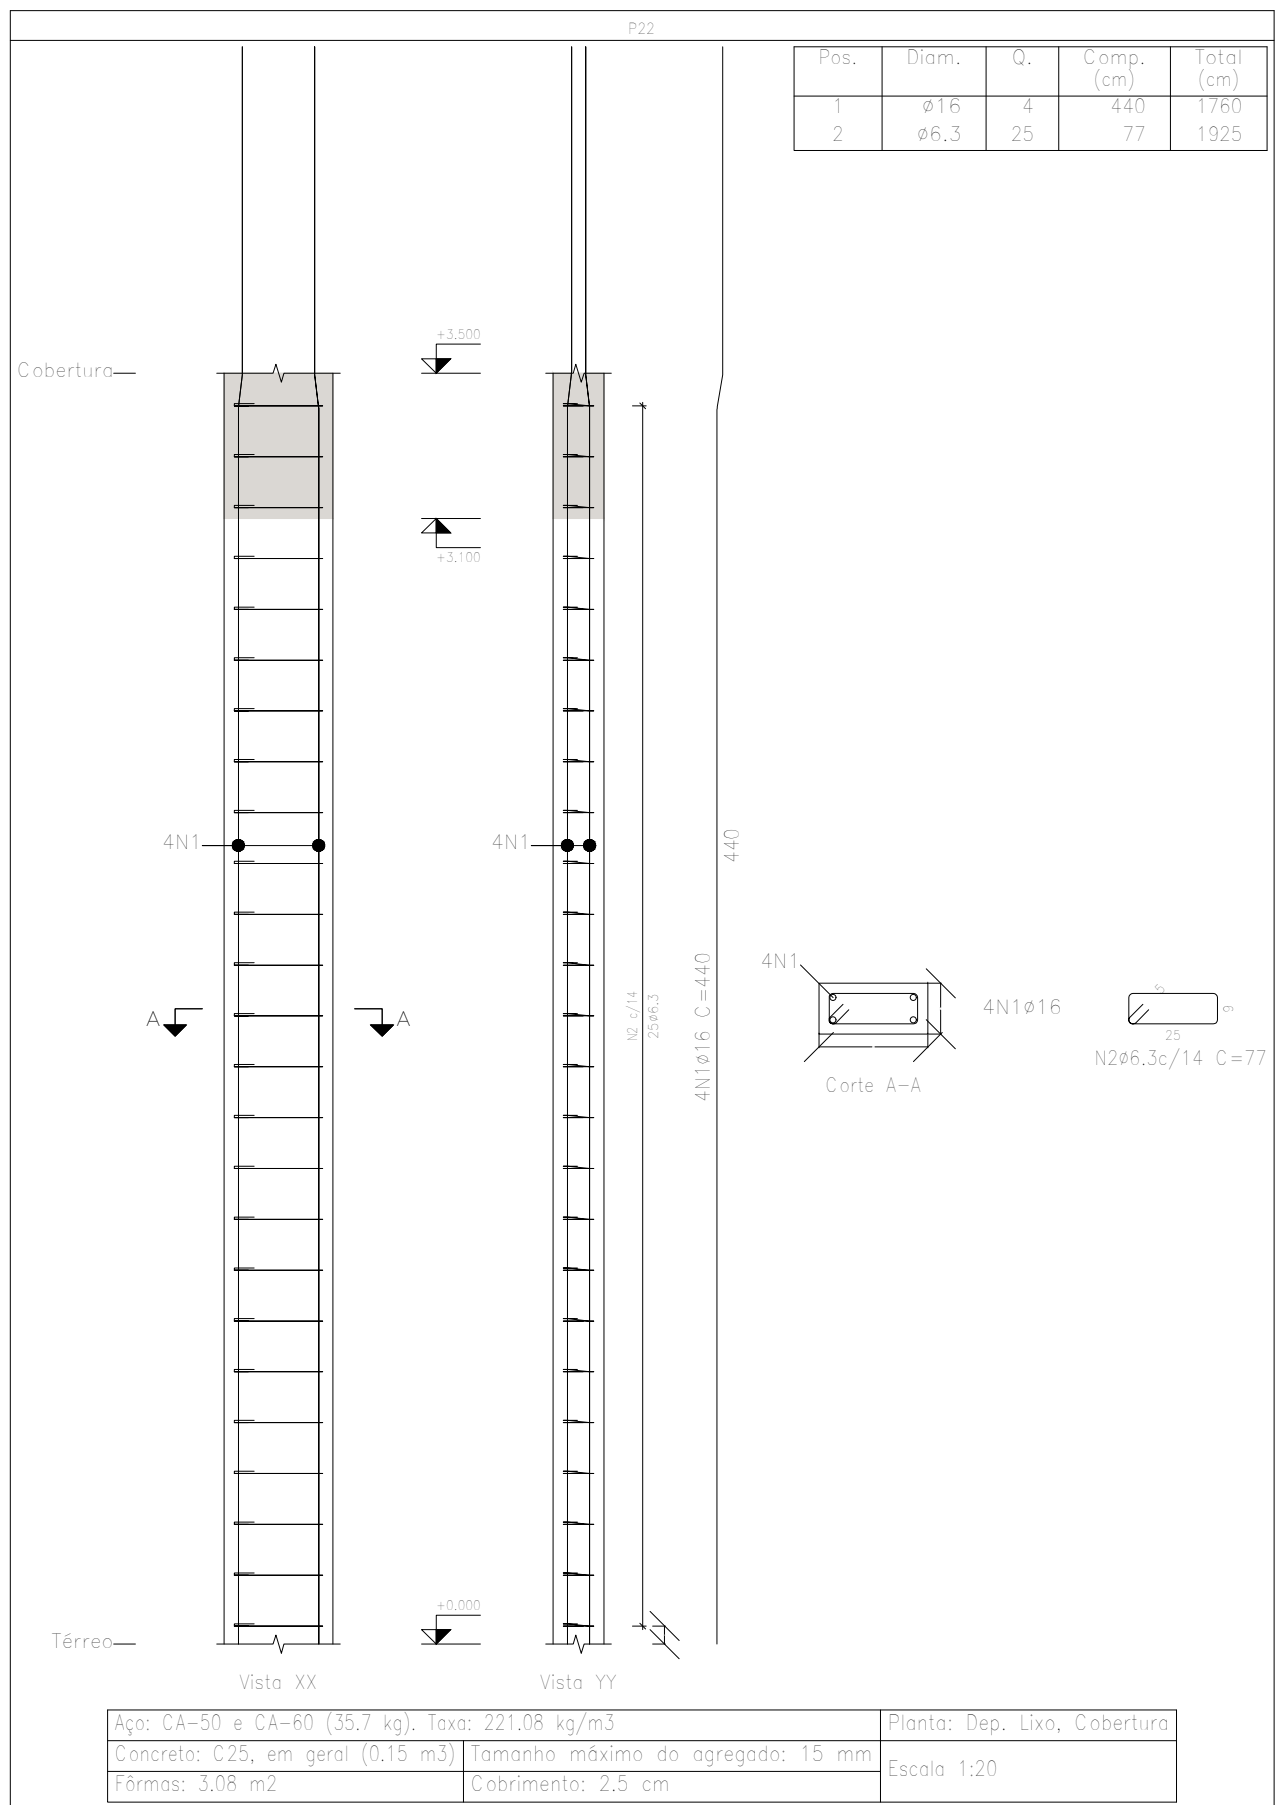 P22
Pos. Diam. Q. Comp. (cm) Total (cm)
1 ø16 4 440 1760
2 ø6.3 25 77 1925
+3.500
Cobertura
+3.100
4N1
4N1
440
4N1ø16 C=440
N2 c/14
25ø6.3
A
A
4N1
4N1ø16
Corte A-A
5
9
25
N2ø6.3c/14 C=77
+0.000
Térreo
Vista XX
Vista YY
Aço: CA-50 e CA-60 (35.7 kg). Taxa: 221.08 kg/m3
Planta: Dep. Lixo, Cobertura
Concreto: C25, em geral (0.15 m3)
Tamanho máximo do agregado: 15 mm
Escala 1:20
Fôrmas: 3.08 m2
Cobrimento: 2.5 cm